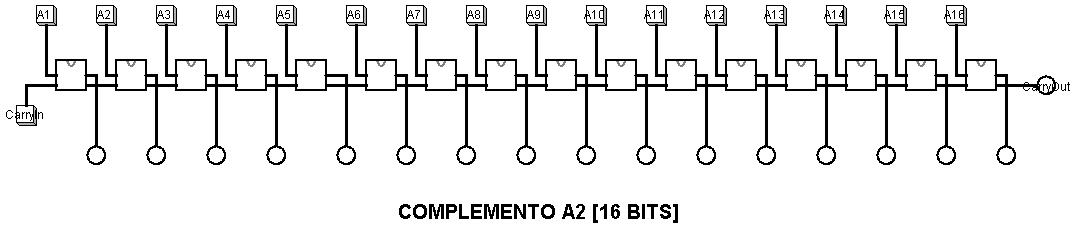 A1 A2 A3 A4 A5 A6 A7 A8 A9 A10 A11 A12 A13 A14 A15 A16
CarryIn CarryOut
COMPLEMENTO A2 [16 BITS]